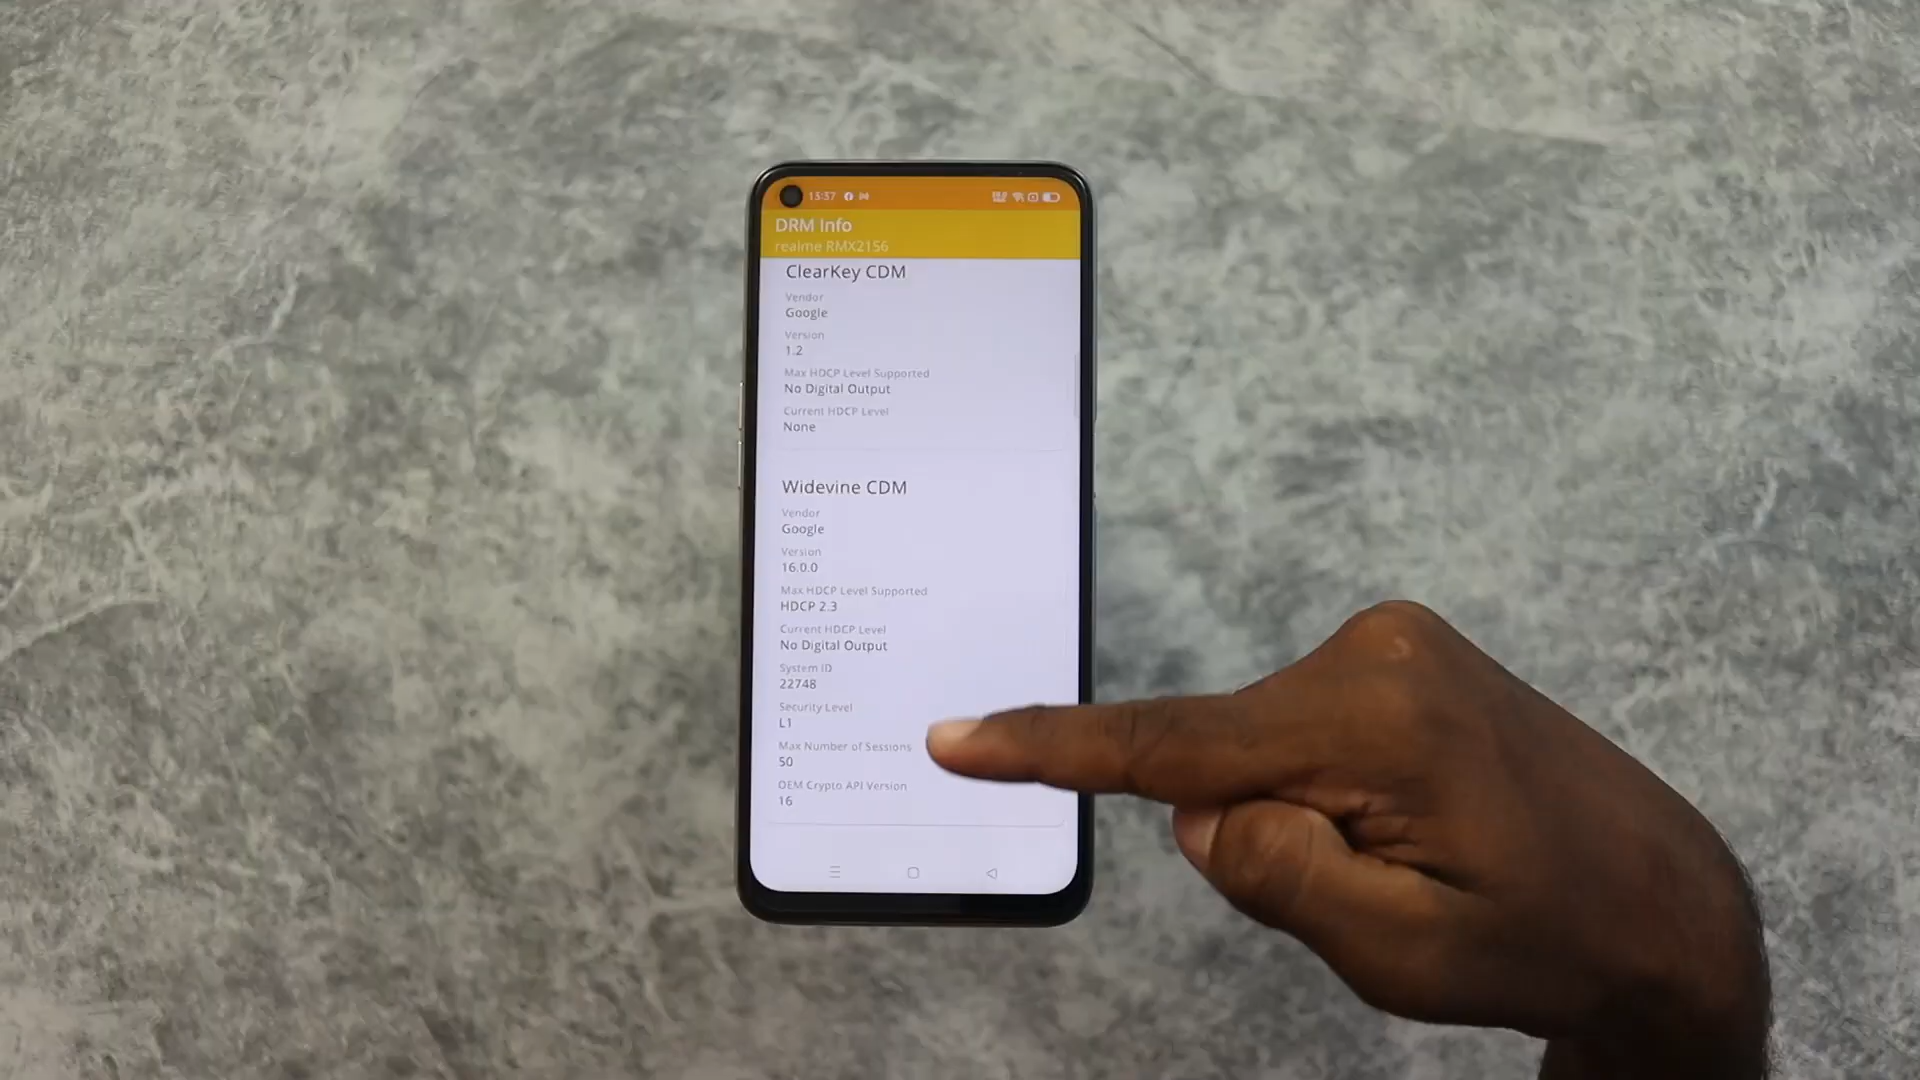 13:37
DRM Info
realme RMX2156
ClearKey CDM
Vendor
Google
Version
1.2
Max HDCP Level Supported
No Digital Output
Current HDCP Level
None
Widevine CDM
Vendor
Google
Version
16.0.0
Max HDCP Level Supported
HDCP 2.3
Current HDCP Level
No Digital Output
System ID
22748
Security Level
L1
Max Number of Sessions
50
OEM Crypto API Version
16